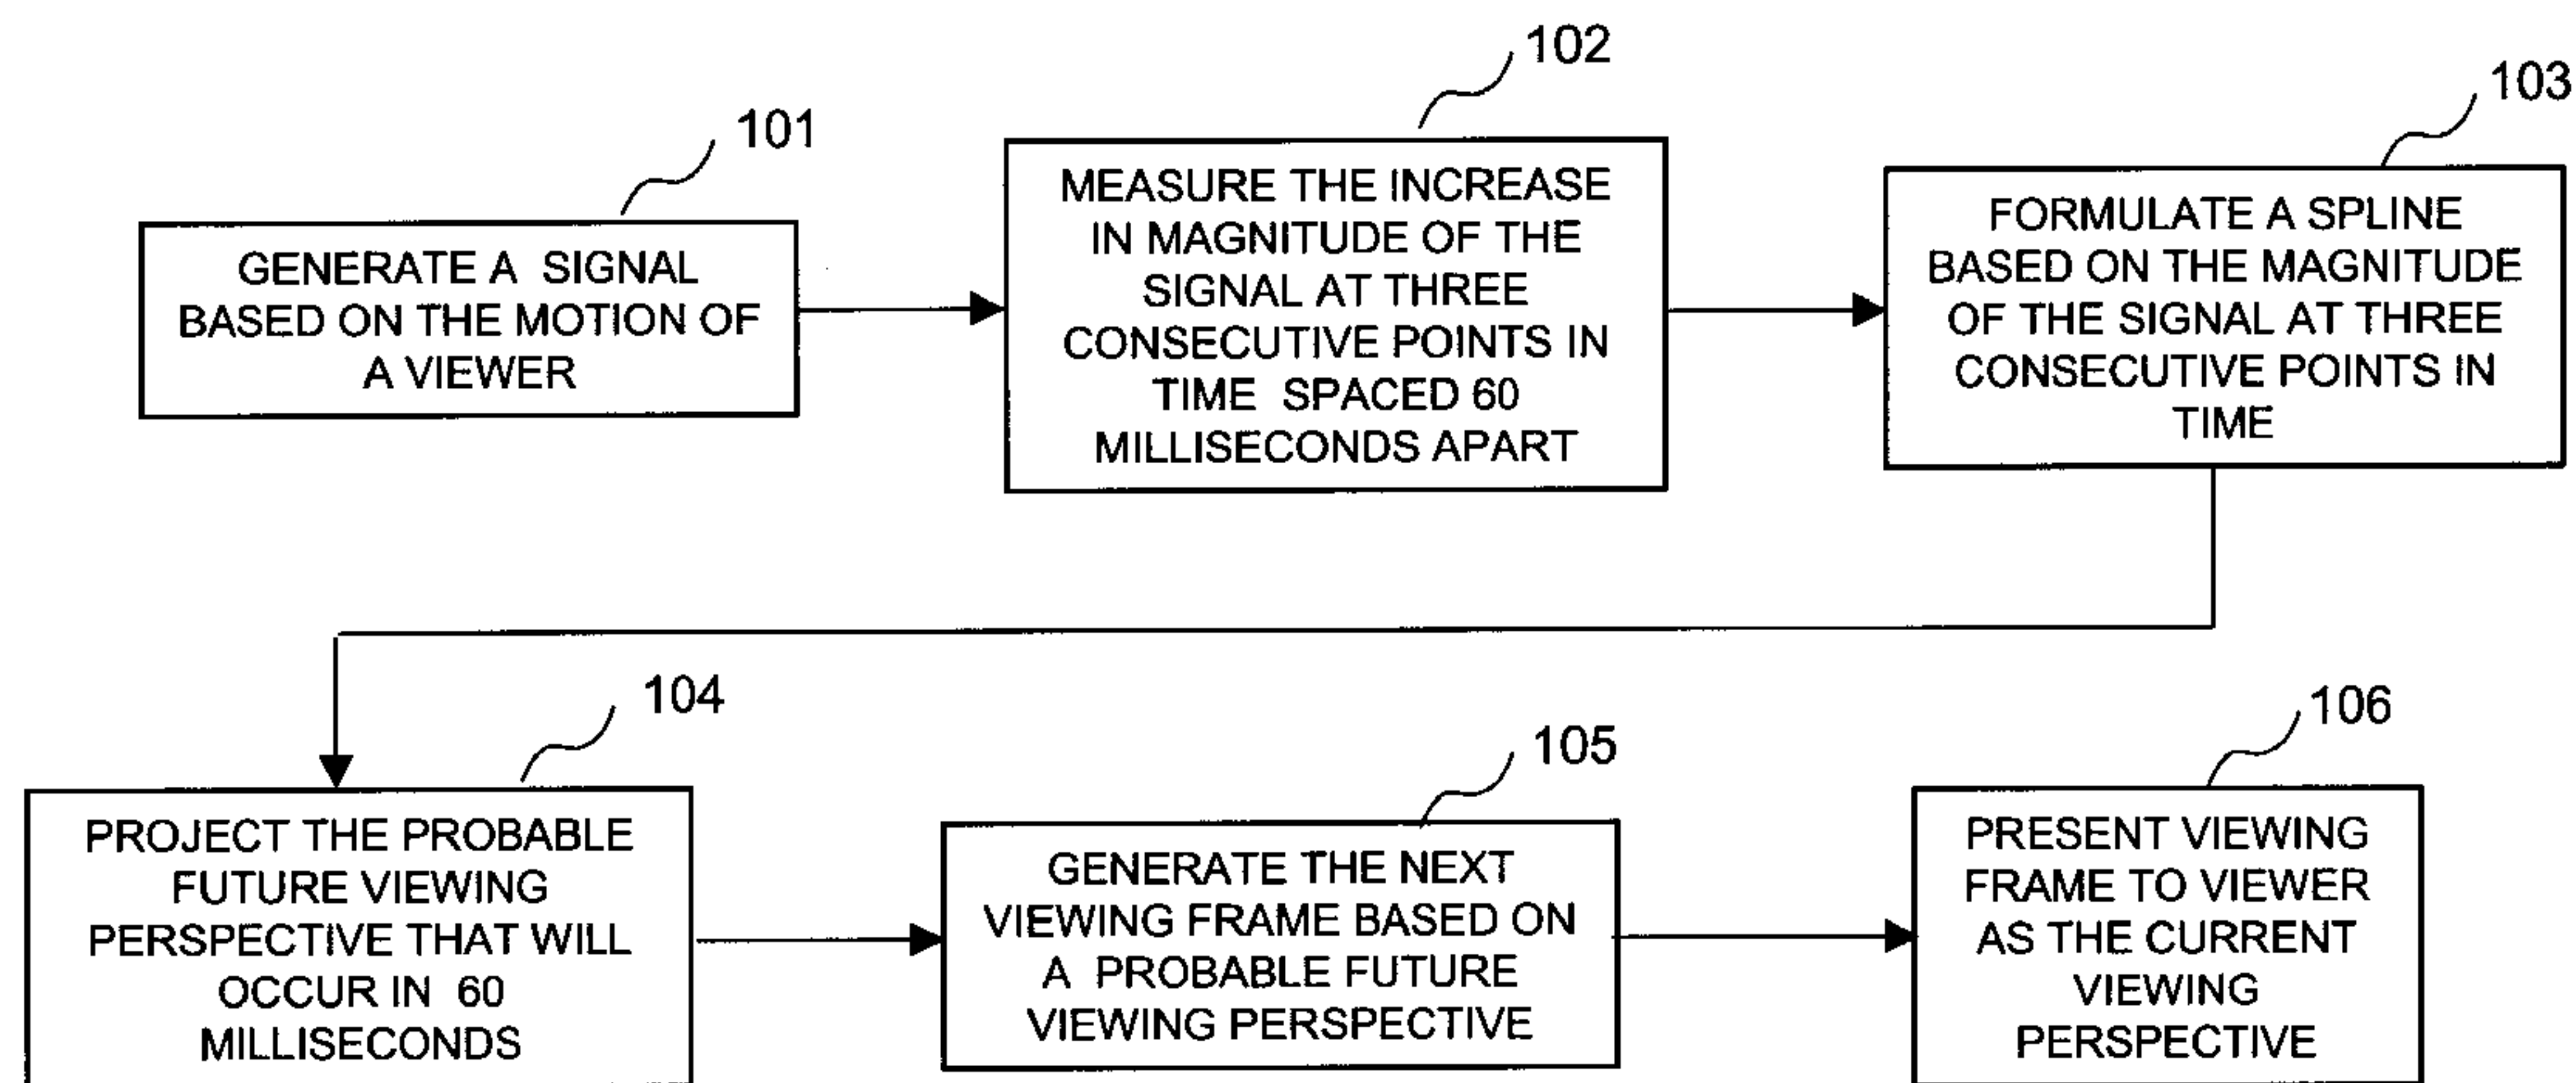 101
GENERATE A SIGNAL
BASED ON THE MOTION OF
A VIEWER
102
MEASURE THE INCREASE
IN MAGNITUDE OF THE
SIGNAL AT THREE
CONSECUTIVE POINTS IN
TIME SPACED 60
MILLISECONDS APART
103
FORMULATE A SPLINE
BASED ON THE MAGNITUDE
OF THE SIGNAL AT THREE
CONSECUTIVE POINTS IN
TIME
104
PROJECT THE PROBABLE
FUTURE VIEWING
PERSPECTIVE THAT WILL
OCCUR IN 60
MILLISECONDS
105
GENERATE THE NEXT
VIEWING FRAME BASED ON
A PROBABLE FUTURE
VIEWING PERSPECTIVE
106
PRESENT VIEWING
FRAME TO VIEWER
AS THE CURRENT
VIEWING
PERSPECTIVE